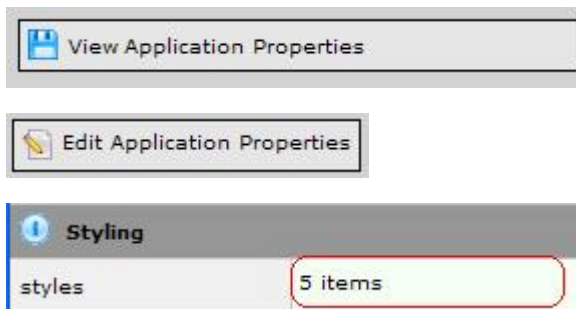 View Application Properties
Edit Application Properties
Styling
styles 5 items